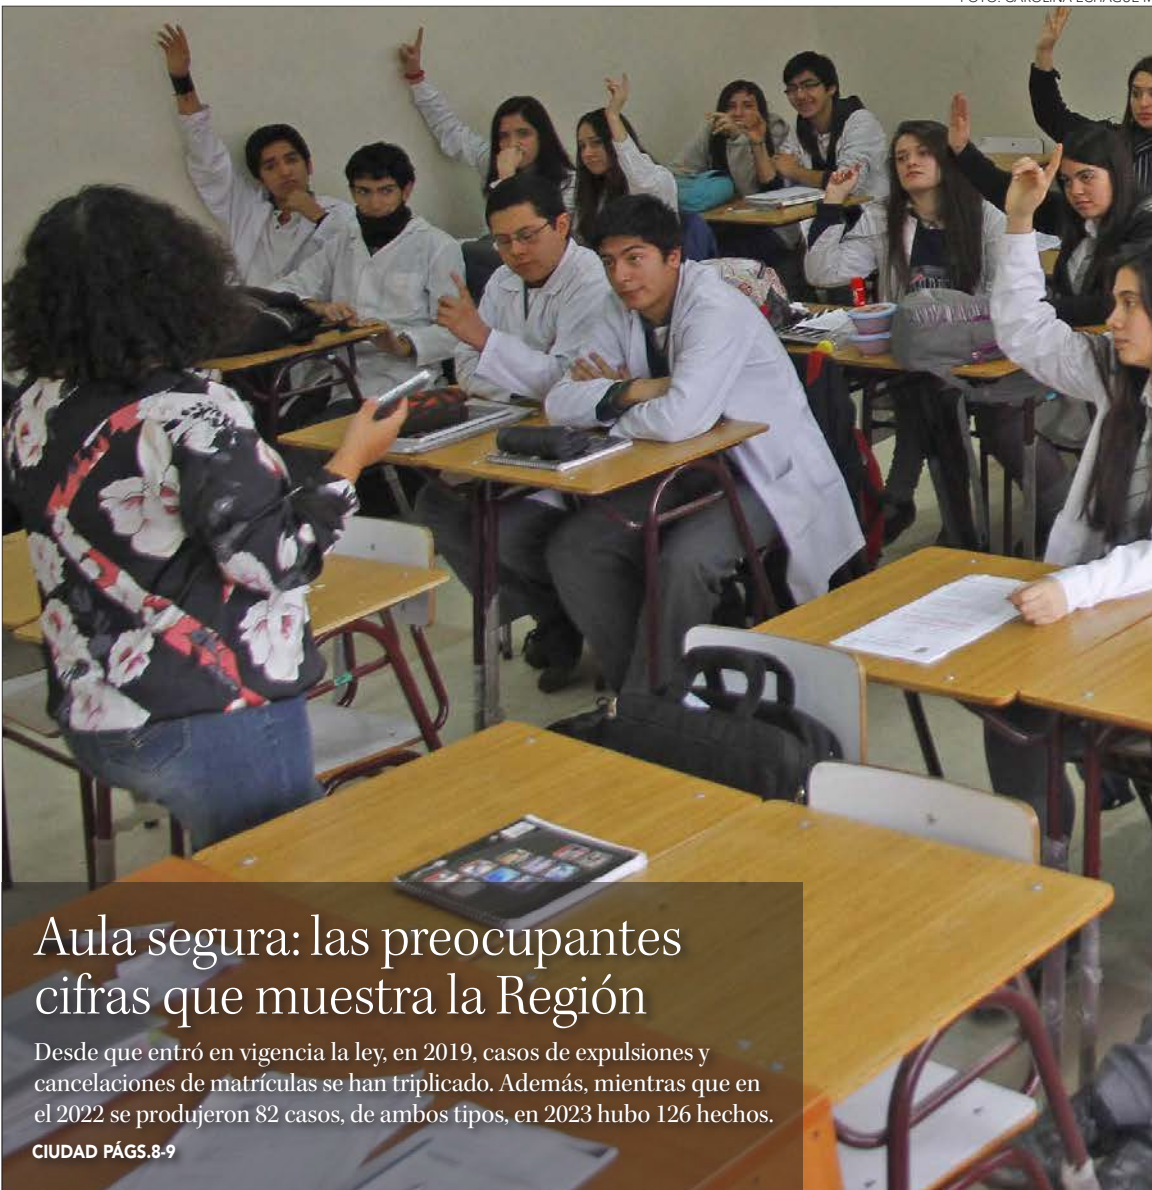 Aula segura: las preocupantes
cifras que muestra la Región
Desde que entró en vigencia la ley, en 2019, casos de expulsiones y
cancelaciones de matrículas se han triplicado. Además, mientras que en
el 2022 se produjeron 82 casos, de ambos tipos, en 2023 hubo 126 hechos.
CIUDAD PÁGS.8-9